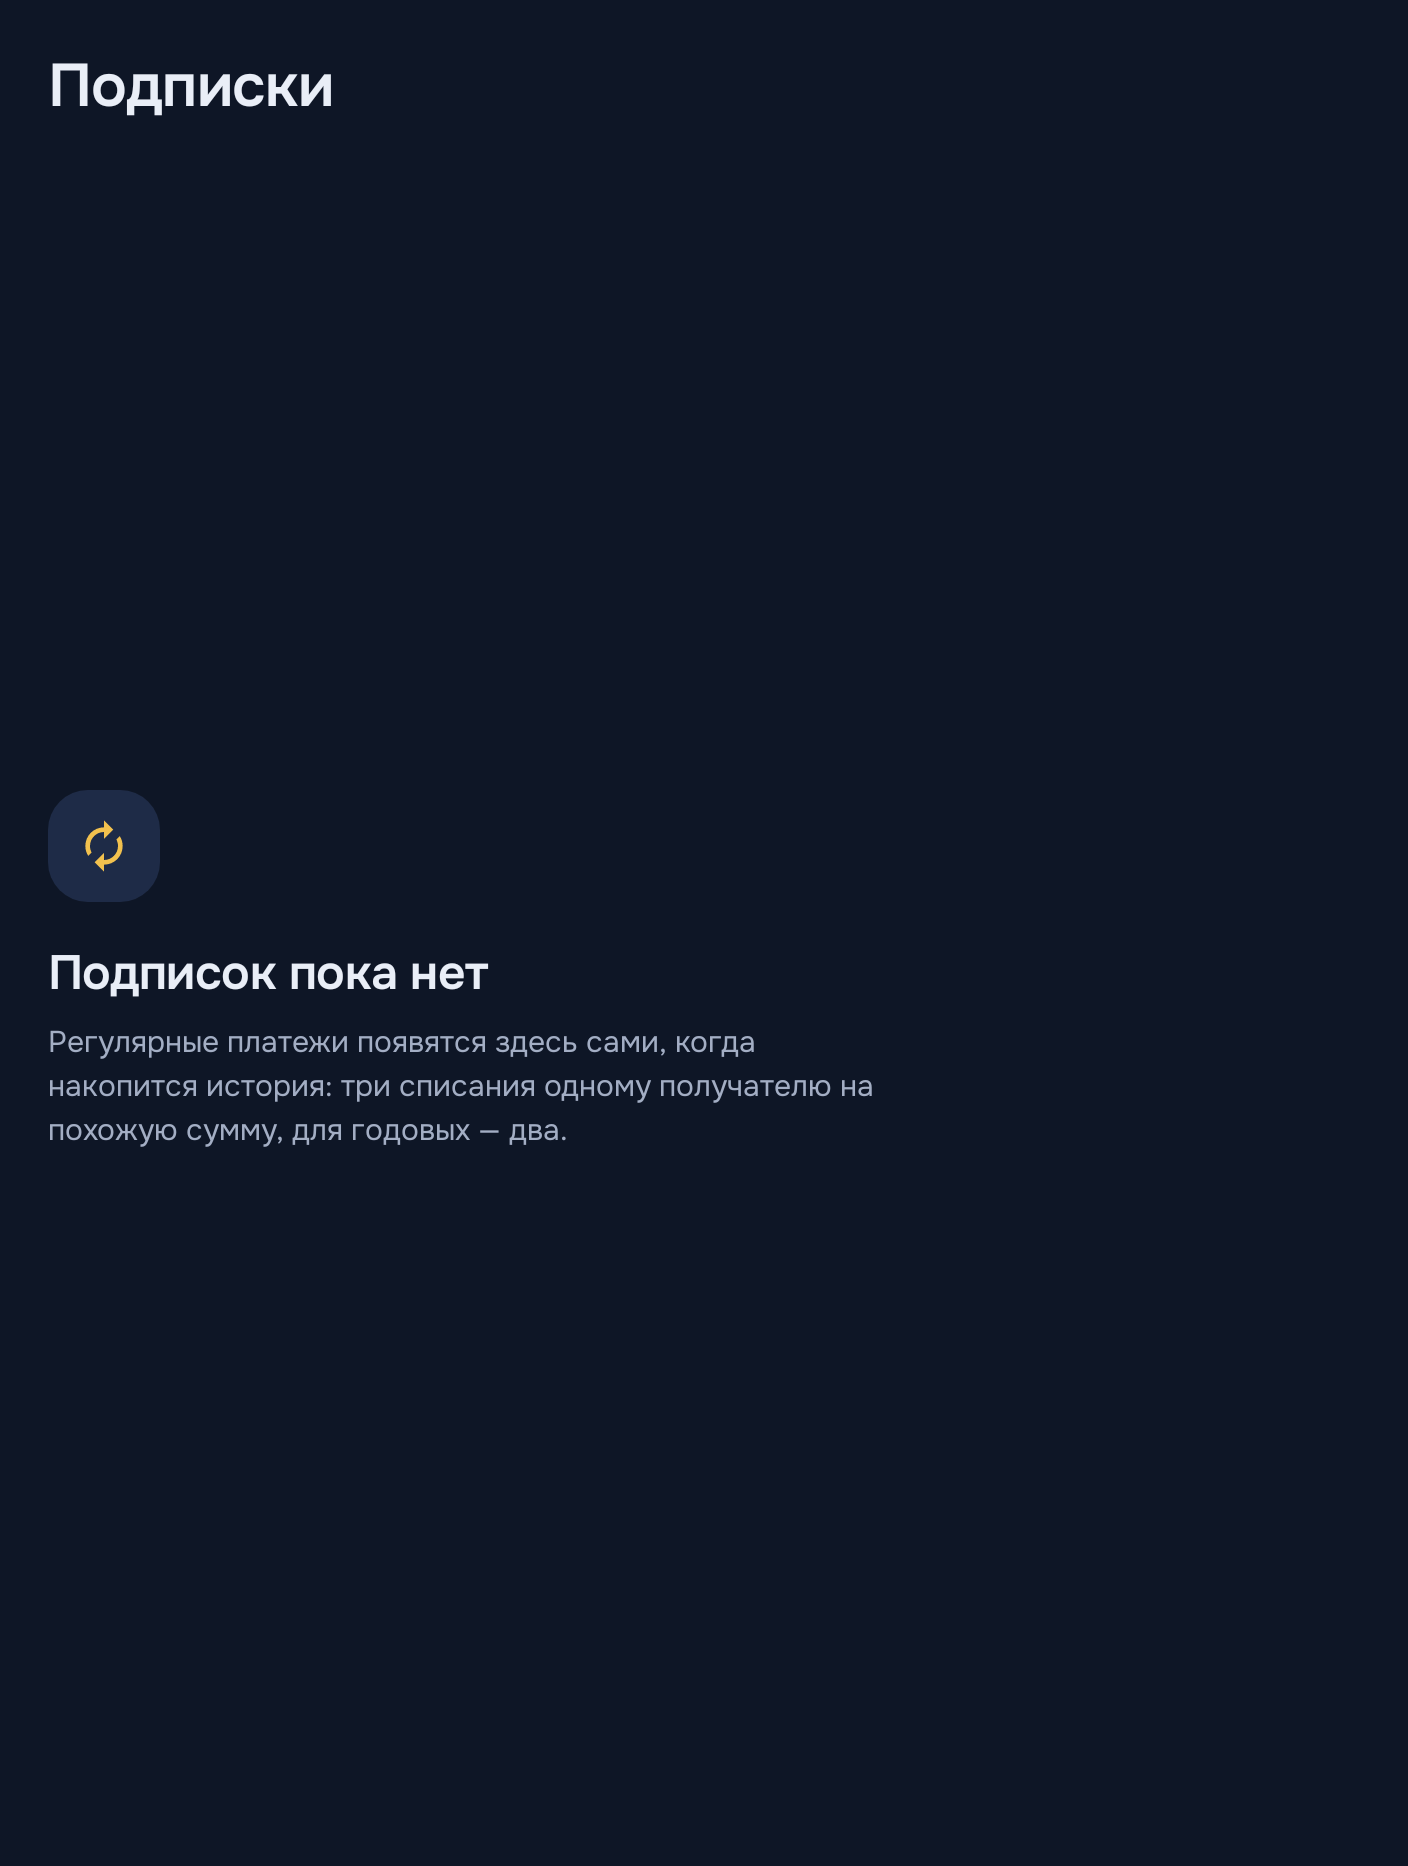 Подписки
Подписок пока нет
Регулярные платежи появятся здесь сами, когда
накопится история: три списания одному получателю на
похожую сумму, для годовых — два.